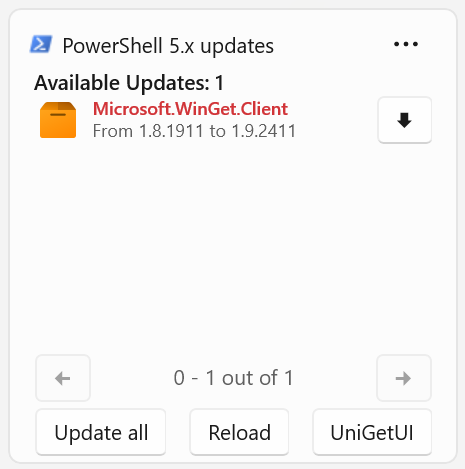 PowerShell 5.x updates
Available Updates: 1
Microsoft.WinGet.Client
From 1.8.1911 to 1.9.2411
0 - 1 out of 1
Update all
Reload
UniGetUI